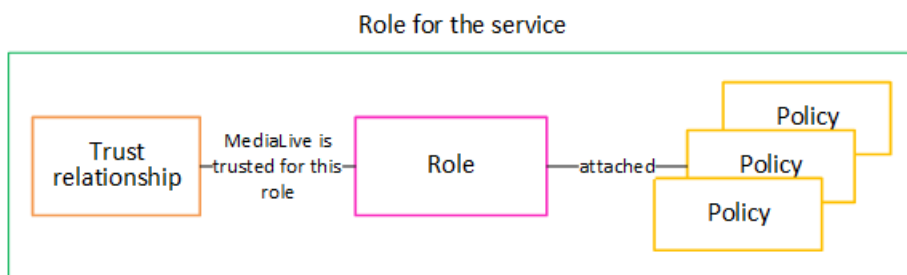 Role for the service
Trust
relationship
MediaLive is
trusted for this
role
Role
attached
Policy
Policy
Policy